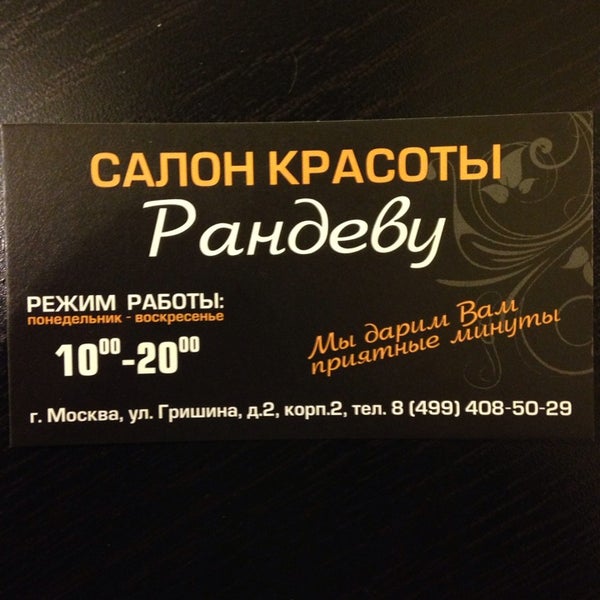 САЛОН КРАСОТЫ
Рандеву
РЕЖИМ РАБОТЫ:
понедельник - воскресенье
10⁰⁰-20⁰⁰
Мы дарим Вам
приятные минуты
г. Москва, ул. Гришина, д.2, корп.2, тел. 8 (499) 408-50-29